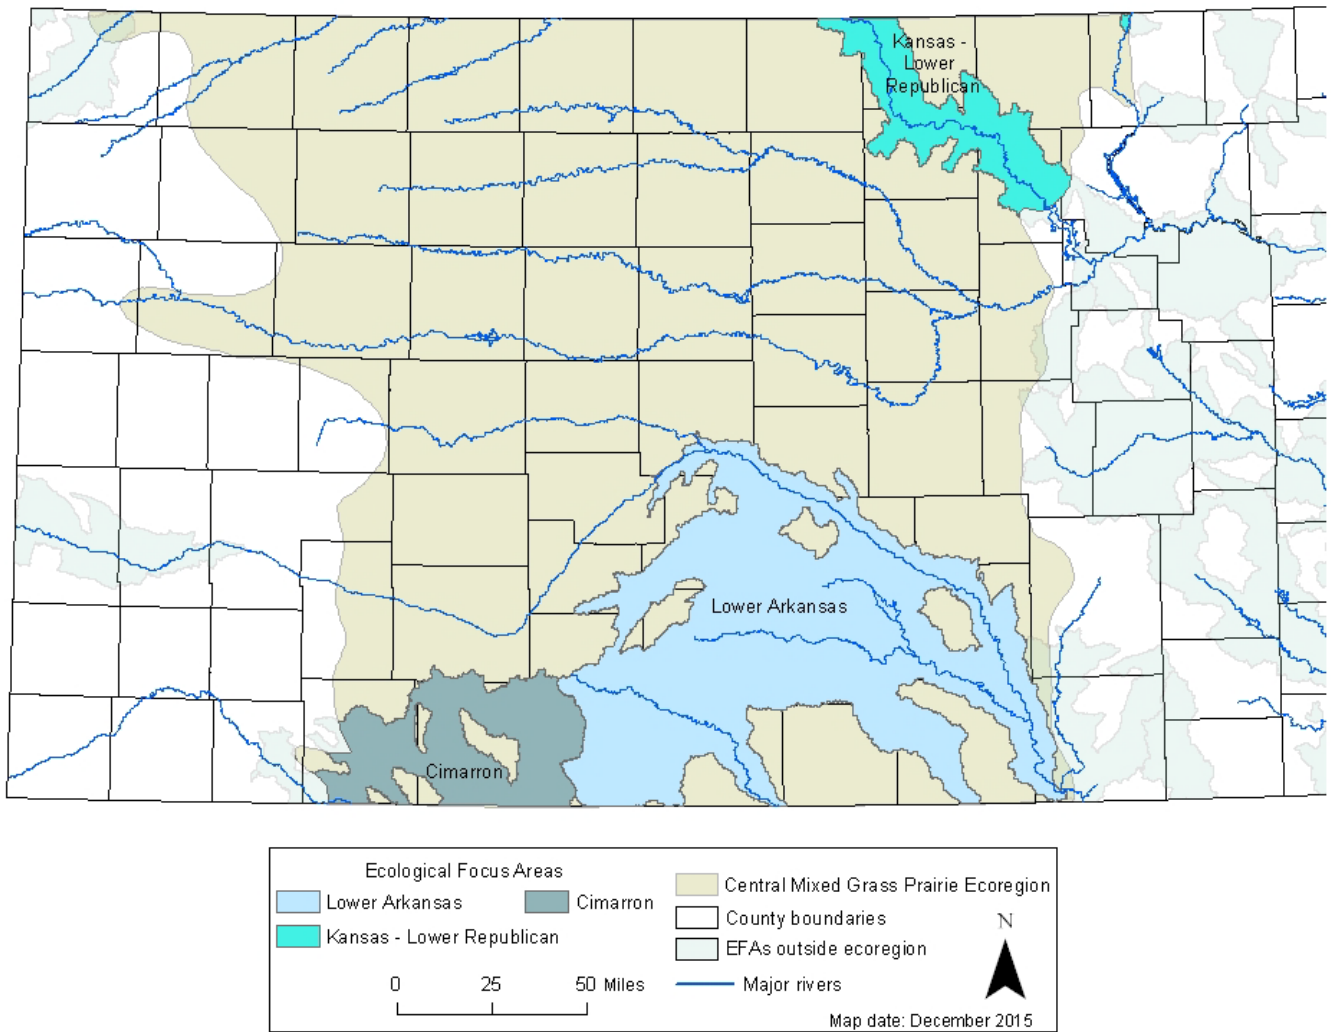 Kansas -
Lower
Republican
Lower Arkansas
Cimarron
Ecological Focus Areas
Lower Arkansas
Cimarron
Kansas - Lower Republican
Central Mixed Grass Prairie Ecoregion
County boundaries
EFAs outside ecoregion
N
0 25 50 Miles
Major rivers
Map date: December 2015